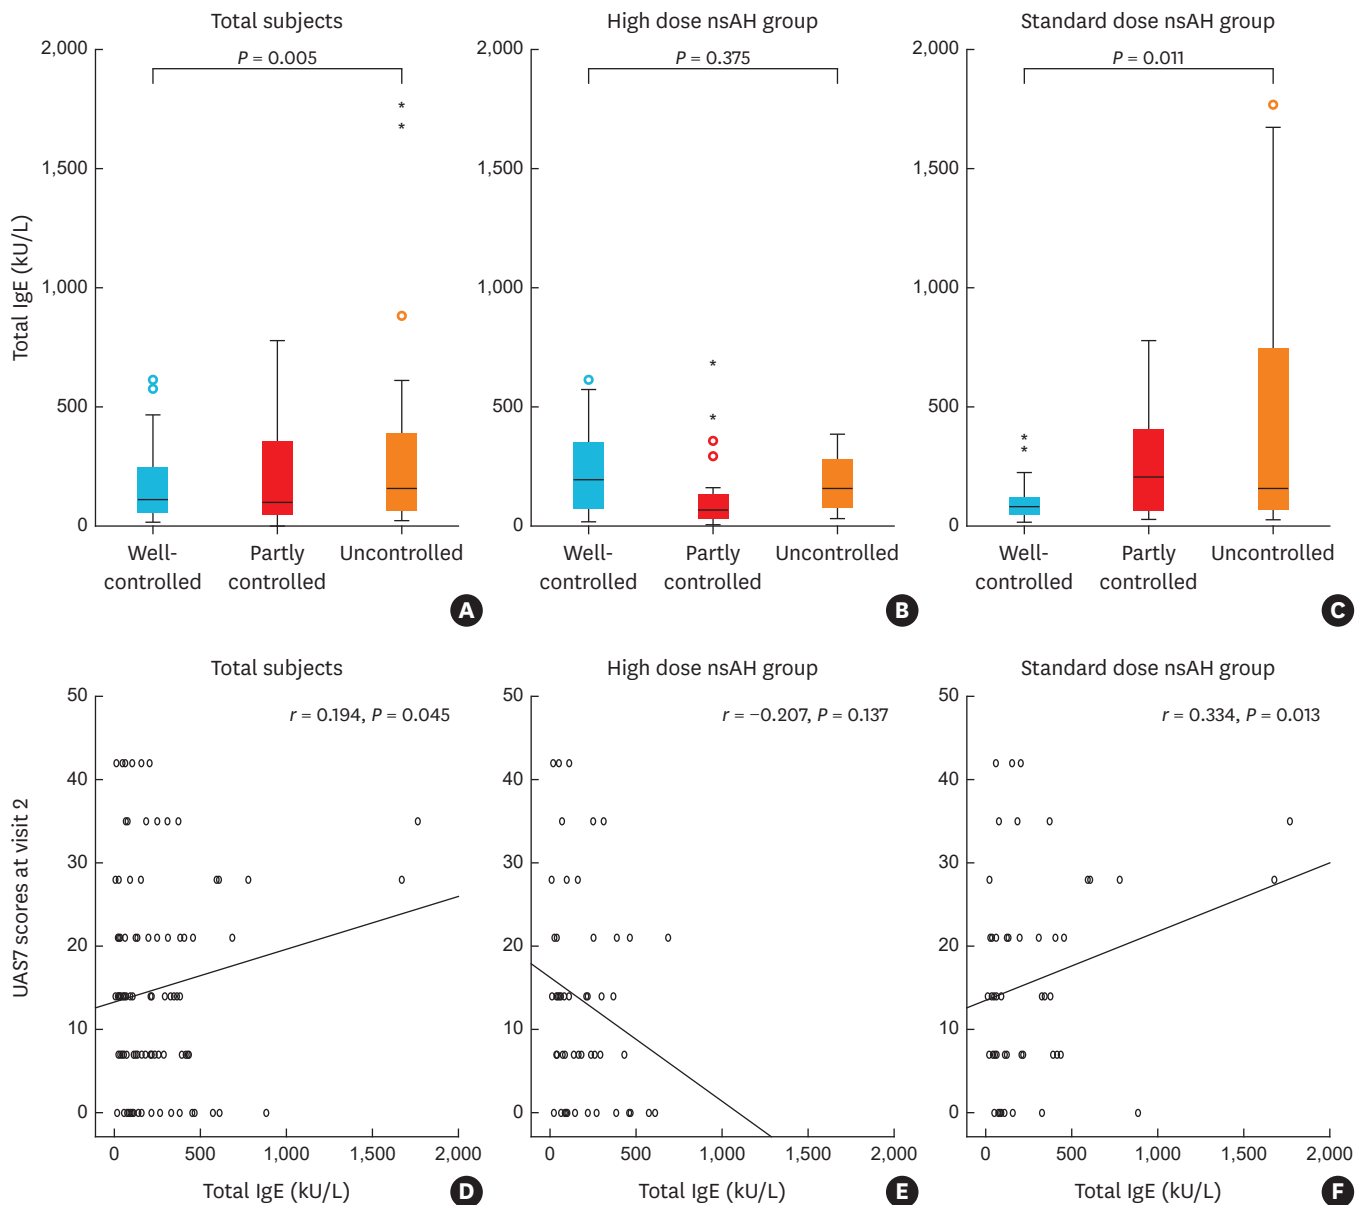 Total subjects
High dose nsAH group
Standard dose nsAH group
2,000
P = 0.005
2,000
P = 0.375
2,000
P = 0.011
*
*
1,500
1,500
1,500
Total IgE (kU/L)
1,000
1,000
1,000
*
500
*
500
500
*
*
0
0
0
Well-controlled
Partly controlled
Uncontrolled
Well-controlled
Partly controlled
Uncontrolled
Well-controlled
Partly controlled
Uncontrolled
A
B
C
Total subjects
High dose nsAH group
Standard dose nsAH group
50
r = 0.194, P = 0.045
50
r = −0.207, P = 0.137
50
r = 0.334, P = 0.013
40
40
40
30
30
30
UAS7 scores at visit 2
20
20
20
10
10
10
0
0
0
0 500 1,000 1,500 2,000
0 500 1,000 1,500 2,000
0 500 1,000 1,500 2,000
Total IgE (kU/L)
D
Total IgE (kU/L)
E
Total IgE (kU/L)
F